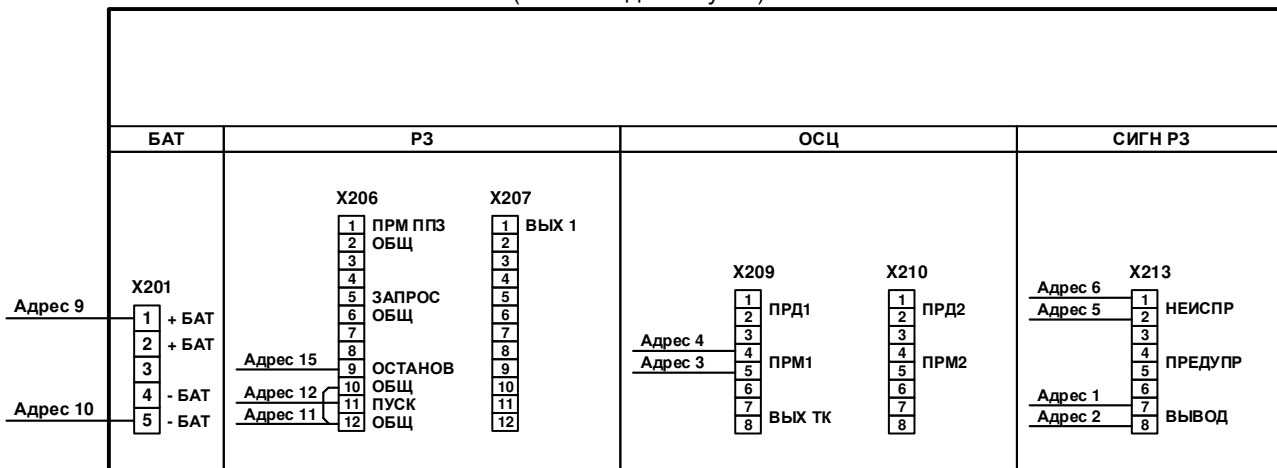 БАТ РЗ ОСЦ СИГН РЗ
X206 X207
1 ПРМ ППЗ 1 ВЫХ 1
2 ОБЩ 2
3 3
4 4
5 ЗАПРОС 5
6 ОБЩ 6
7 7
8 8
Адрес 15 9 ОСТАНОВ 9
10 ОБЩ 10
Адрес 12 11 ПУСК 11
Адрес 11 12 ОБЩ 12
X201
Адрес 9 1 + БАТ
2 + БАТ
3
4 - БАТ
Адрес 10 5 - БАТ
X209 X210
1 1
2 ПРД1 2 ПРД2
3 3
Адрес 4 4 4
Адрес 3 5 ПРМ1 5 ПРМ2
6 6
7 7
8 ВЫХ ТК 8
X213
Адрес 6 1
Адрес 5 2 НЕИСПР
3
4
5 ПРЕДУПР
6
Адрес 1 7
Адрес 2 8 ВЫВОД